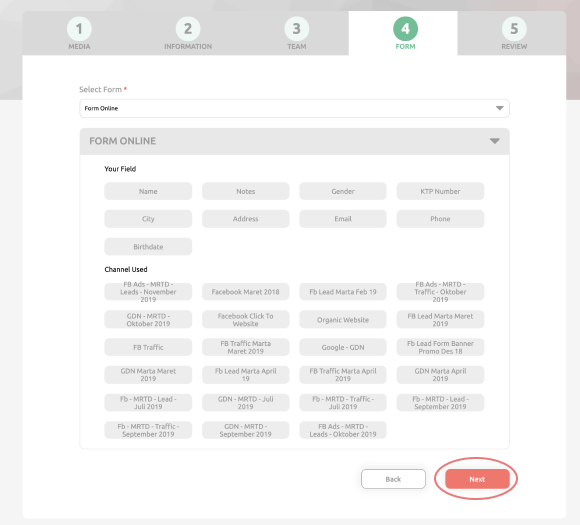 1
MEDIA
2
INFORMATION
3
TEAM
4
FORM
5
REVIEW
Select Form *
Form Online
FORM ONLINE
Your Field
Name
Notes
Gender
KTP Number
City
Address
Email
Phone
Birthdate
Channel Used
FB Ads - MRTD -
Leads - November
2019
Facebook Maret 2018
Fb Lead Marta Feb 19
FB Ads - MRTD -
Traffic - Oktober
2019
GDN - MRTD -
Oktober 2019
Facebook Click To
Website
Organic Website
FB Lead Marta Maret
2019
FB Traffic
FB Traffic Marta
Maret 2019
Google - GDN
Fb Lead Form Banner
Promo Des 18
GDN Marta Maret
2019
Fb Lead Marta April
19
FB Traffic Marta April
2019
GDN Marta April
2019
Fb - MRTD - Lead -
Juli 2019
GDN - MRTD - Juli
2019
Fb - MRTD - Traffic -
Juli 2019
Fb - MRTD - Lead -
September 2019
Fb - MRTD - Traffic -
September 2019
GDN - MRTD -
September 2019
FB Ads - MRTD -
Leads - Oktober 2019
Back
Next